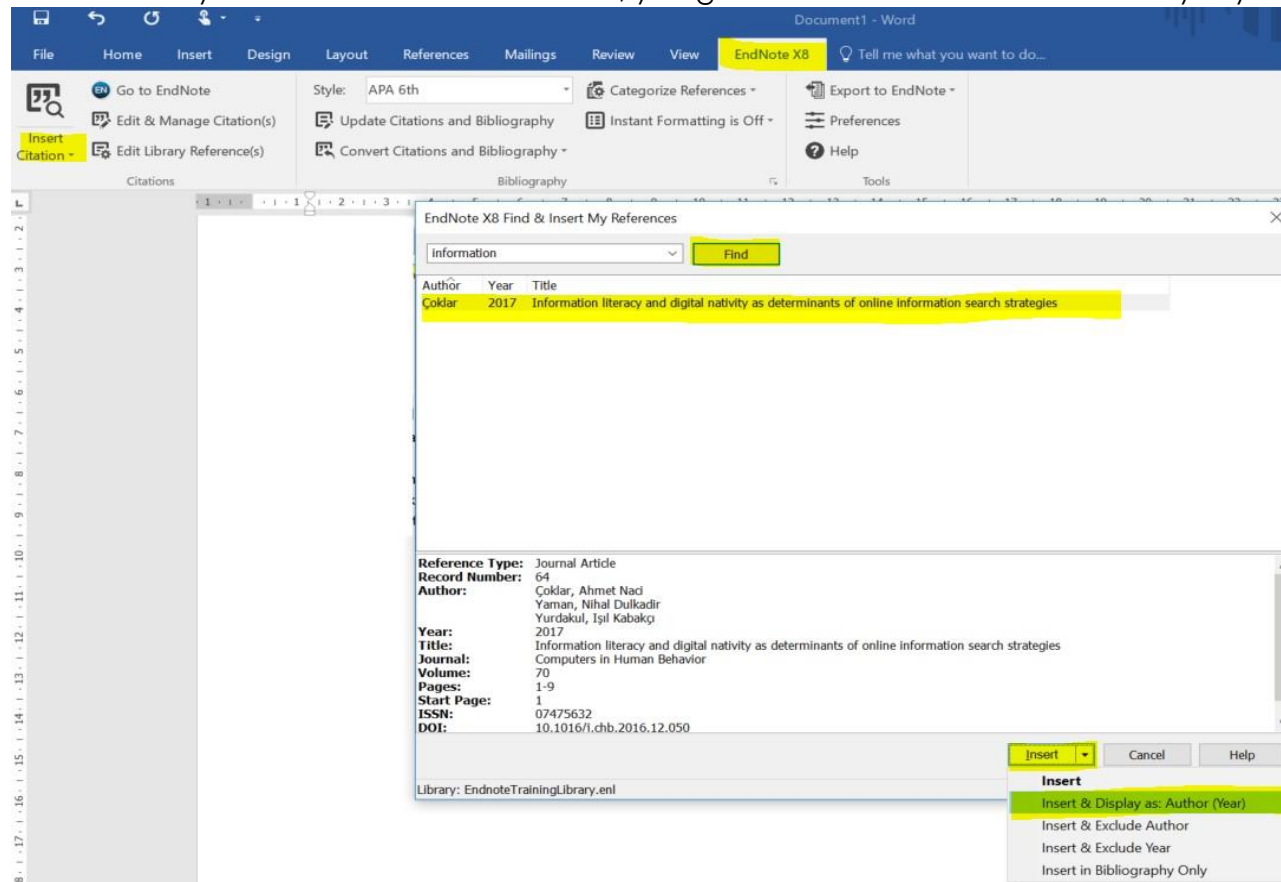 Document1 - Word
File Home Insert Design Layout References Mailings Review View EndNote X8 Tell me what you want to do...
Go to EndNote Style: APA 6th Categorize References Export to EndNote
Edit & Manage Citation(s) Update Citations and Bibliography Instant Formatting is Off Preferences
Insert
Citation Edit Library Reference(s) Convert Citations and Bibliography Help
Citations Bibliography Tools
EndNote X8 Find & Insert My References
information Find
Author Year Title
Çoklar 2017 Information literacy and digital nativity as determinants of online information search strategies
Reference Type: Journal Article
Record Number: 64
Author: Çoklar, Ahmet Naci
Yaman, Nihal Dulkadir
Yurdakul, Işıl Kabakçı
Year: 2017
Title: Information literacy and digital nativity as determinants of online information search strategies
Journal: Computers in Human Behavior
Volume: 70
Pages: 1-9
Start Page: 1
ISSN: 07475632
DOI: 10.1016/j.chb.2016.12.050
Insert Cancel Help
Library: EndnoteTrainingLibrary.enl
Insert
Insert & Display as: Author (Year)
Insert & Exclude Author
Insert & Exclude Year
Insert in Bibliography Only